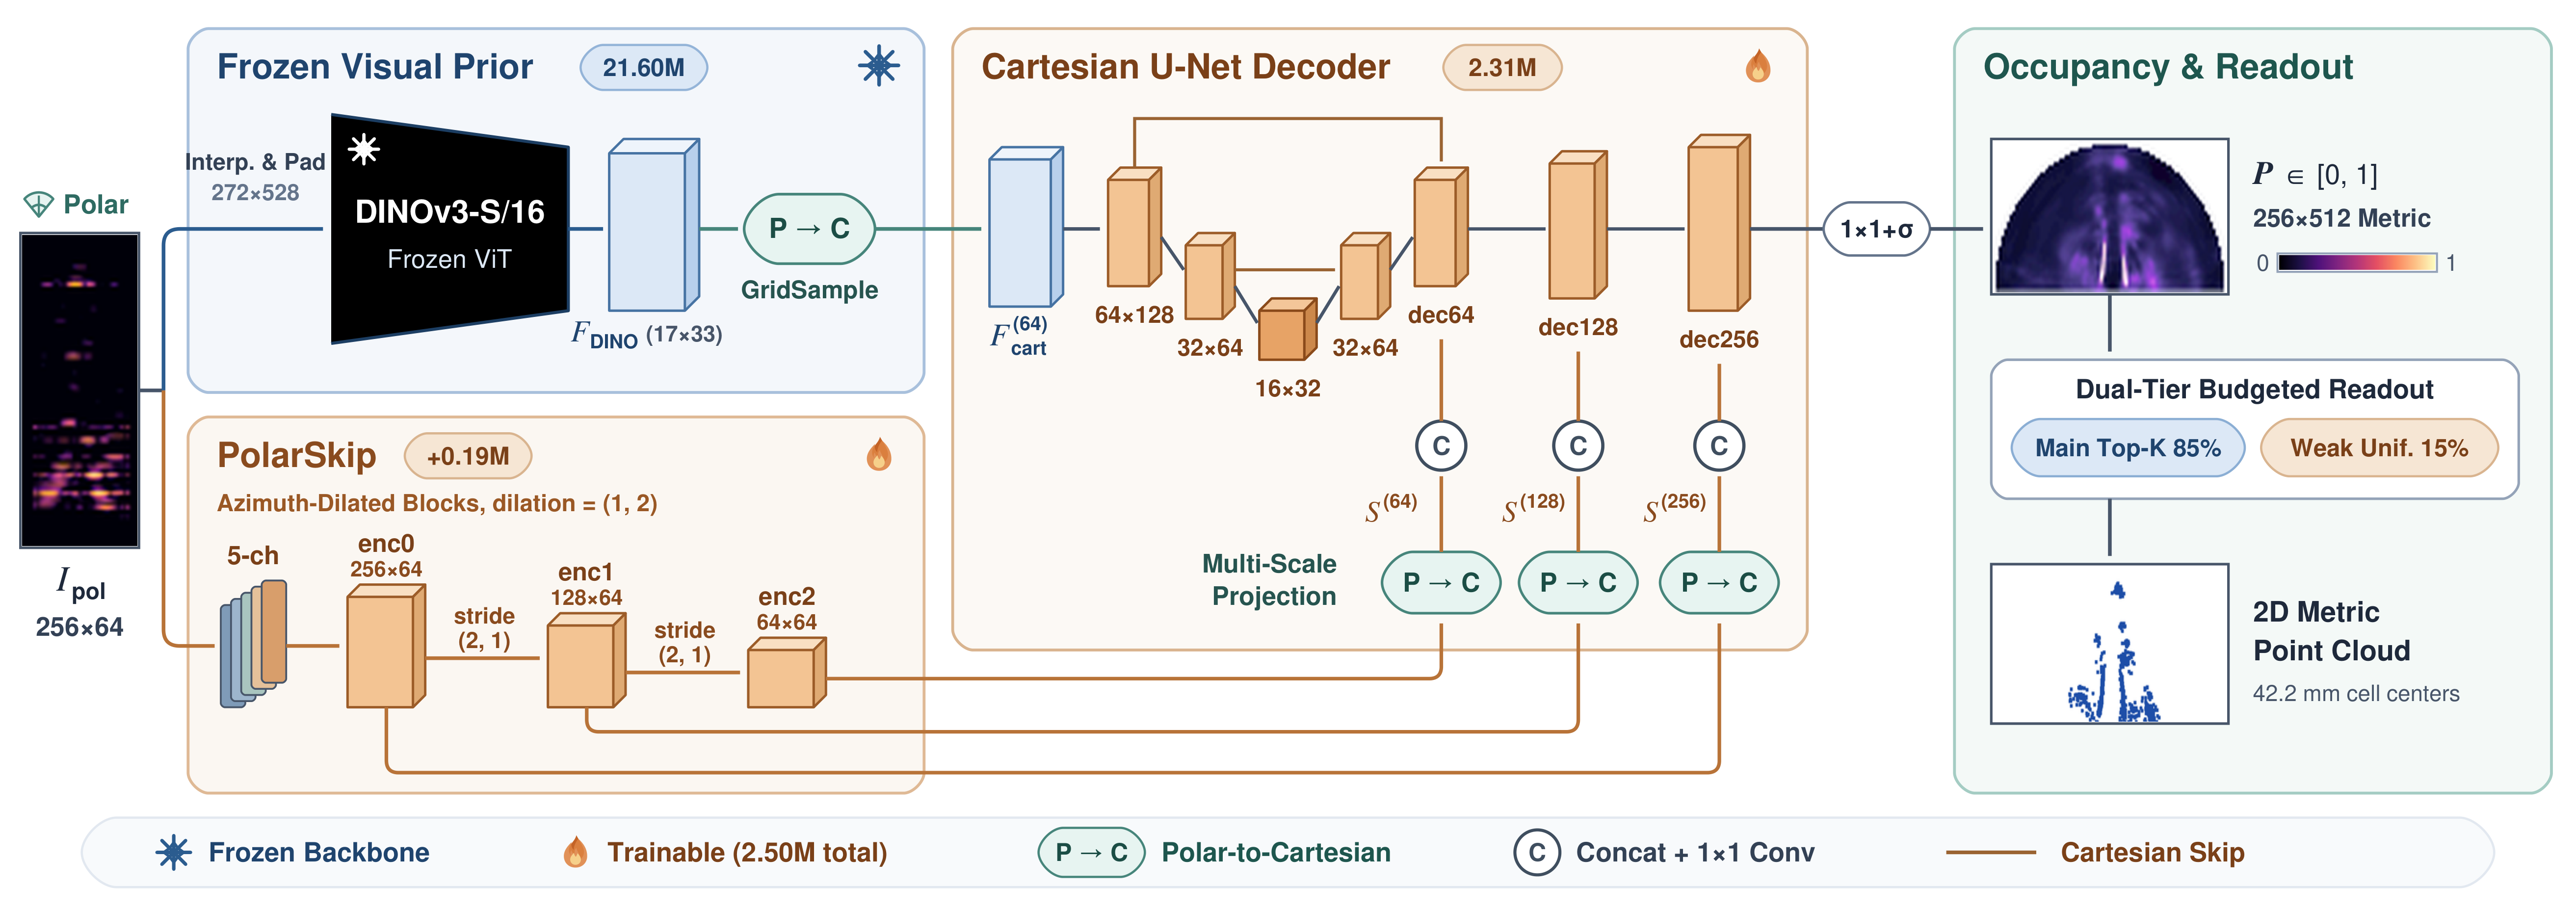 Polar
I pol
256×64
Frozen Visual Prior
21.60M
Interp. & Pad
272×528
DINOv3-S/16
Frozen ViT
F DINO (17×33)
P → C
GridSample
PolarSkip
+0.19M
Azimuth-Dilated Blocks, dilation = (1, 2)
5-ch
enc0
256×64
stride
(2, 1)
enc1
128×64
stride
(2, 1)
enc2
64×64
Cartesian U-Net Decoder
2.31M
F (64) cart
64×128
32×64
16×32
32×64
dec64
dec128
dec256
C
C
C
S (64)
S (128)
S (256)
Multi-Scale
Projection
P → C
P → C
P → C
1×1+σ
Occupancy & Readout
P ∈ [0, 1]
256×512 Metric
0
1
Dual-Tier Budgeted Readout
Main Top-K 85%
Weak Unif. 15%
2D Metric
Point Cloud
42.2 mm cell centers
Frozen Backbone
Trainable (2.50M total)
P → C
Polar-to-Cartesian
C
Concat + 1×1 Conv
Cartesian Skip